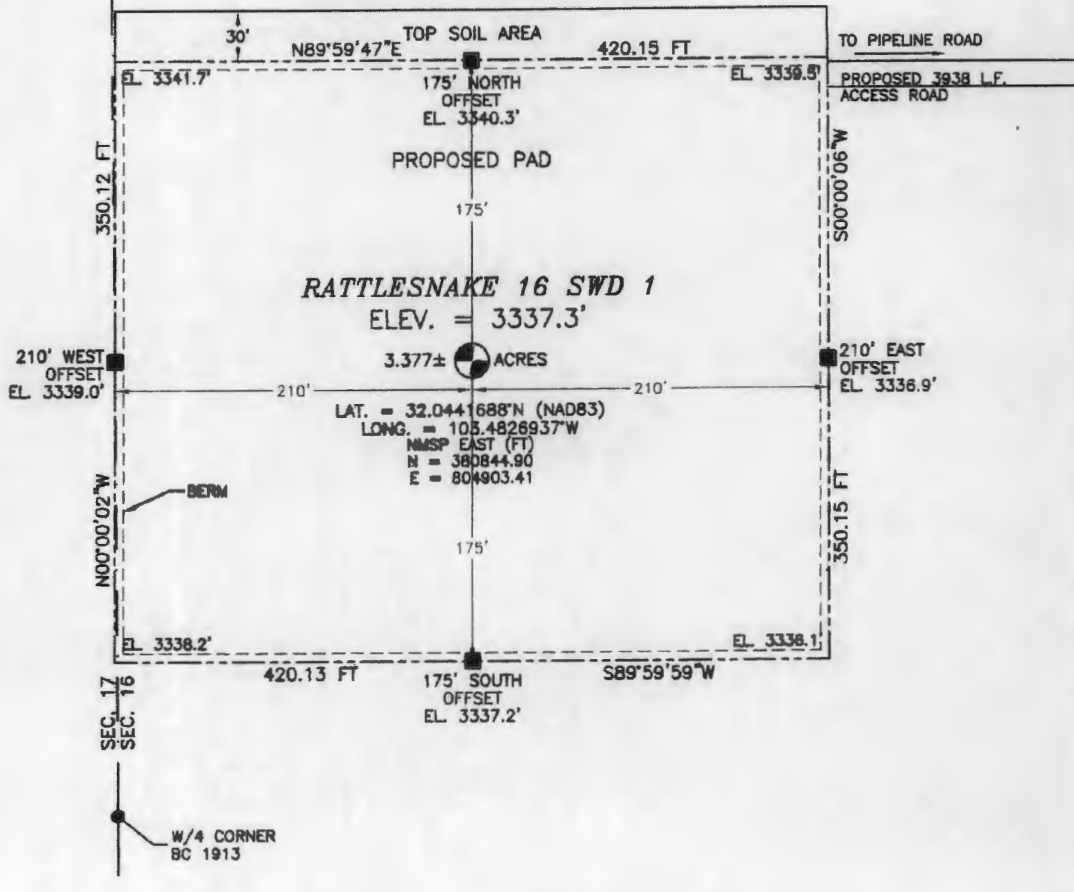 30'
TOP SOIL AREA
N89°59'47"E
420.15 FT
TO PIPELINE ROAD
EL. 3341.7'
175' NORTH
OFFSET
EL. 3340.3'
EL. 3339.5'
PROPOSED 3938 L.F.
ACCESS ROAD
350.12 FT
PROPOSED PAD
S00°00'06"W
175'
RATTLESNAKE 16 SWD 1
ELEV. = 3337.3'
210' WEST
OFFSET
EL. 3339.0'
3.377± ACRES
210' EAST
OFFSET
EL. 3336.9'
210'
210'
LAT. = 32.0441688°N (NAD83)
LONG. = 103.4826937°W
NMSP EAST (FT)
N = 380844.90
E = 804903.41
BERM
N00°00'02"W
350.15 FT
175'
EL. 3338.2'
EL. 3338.1'
420.13 FT
175' SOUTH
OFFSET
EL. 3337.2'
S89°59'59"W
SEC. 17
SEC. 16
W/4 CORNER
BC 1913